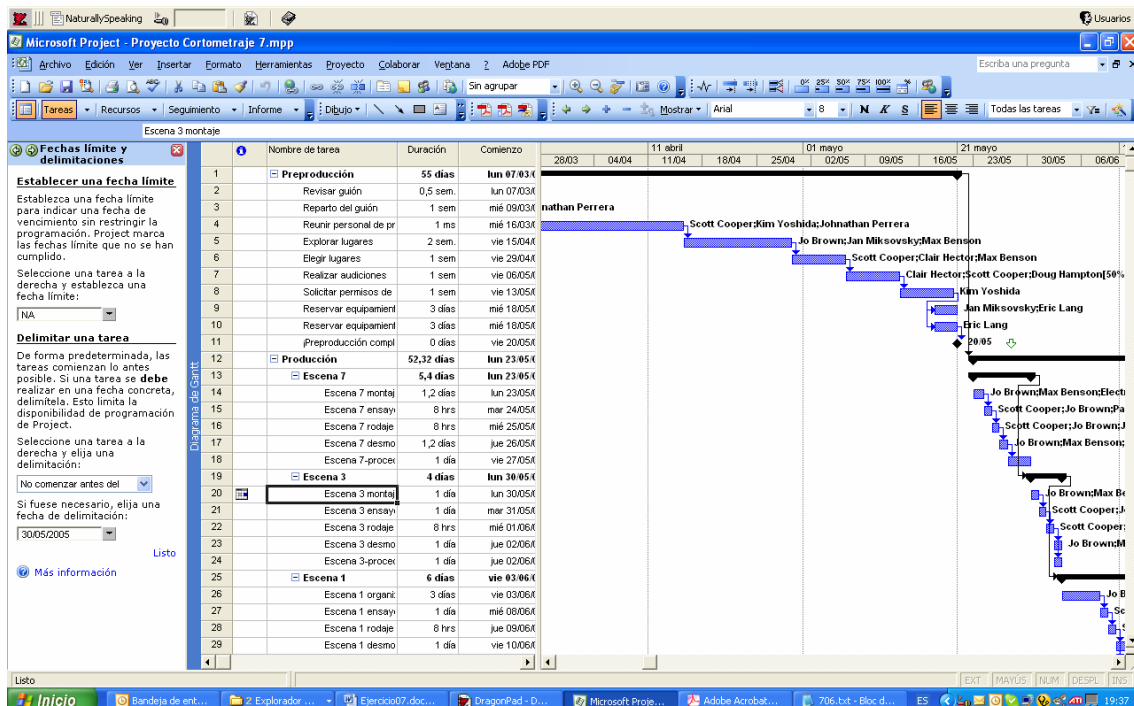 NaturallySpeaking
Usuarios
Microsoft Project - Proyecto Cortometraje 7.mpp
Archivo Edición Ver Insertar Formato Herramientas Proyecto Colaborar Ventana ? Adobe PDF Escriba una pregunta
Sin agrupar 0% 25% 50% 75% 100%
Tareas Recursos Seguimiento Informe Dibujo Mostrar Arial 8 N K S Todas las tareas
Escena 3 montaje
Fechas límite y delimitaciones
Establecer una fecha límite
Establezca una fecha límite
para indicar una fecha de
vencimiento sin restringir la
programación. Project marca
las fechas límite que no se han
cumplido.
Seleccione una tarea a la
derecha y establezca una
fecha límite:
NA
Delimitar una tarea
De forma predeterminada, las
tareas comienzan lo antes
posible. Si una tarea se debe
realizar en una fecha concreta,
delimítela. Esto limita la
disponibilidad de programación
de Project.
Seleccione una tarea a la
derecha y elija una
delimitación:
No comenzar antes del
Si fuese necesario, elija una
fecha de delimitación:
30/05/2005
Listo
Más información
Diagrama de Gantt
Nombre de tarea Duración Comienzo
11 abril 01 mayo 21 mayo
28/03 04/04 11/04 18/04 25/04 02/05 09/05 16/05 23/05 30/05 06/06
1 Preproducción 55 días lun 07/03/
2 Revisar guión 0,5 sem. lun 07/03/
3 Reparto del guión 1 sem mié 09/03/ nathan Perrera
4 Reunir personal de pr 1 ms mié 16/03/ Scott Cooper;Kim Yoshida;Johnathan Perrera
5 Explorar lugares 2 sem. vie 15/04/ Jo Brown;Jan Miksovsky;Max Benson
6 Elegir lugares 1 sem vie 29/04/ Scott Cooper;Clair Hector;Max Benson
7 Realizar audiciones 1 sem vie 06/05/ Clair Hector;Scott Cooper;Doug Hampton[50%
8 Solicitar permisos de 1 sem vie 13/05/ Kim Yoshida
9 Reservar equipamient 3 días mié 18/05/ Jan Miksovsky;Eric Lang
10 Reservar equipamient 3 días mié 18/05/ Eric Lang
11 ¡Preproducción compl 0 días vie 20/05/ 20/05
12 Producción 52,32 días lun 23/05/
13 Escena 7 5,4 días lun 23/05/
14 Escena 7 montaj 1,2 días lun 23/05/ Jo Brown;Max Benson;Elect
15 Escena 7 ensay 8 hrs mar 24/05/ Scott Cooper;Jo Brown;Pa
16 Escena 7 rodaje 8 hrs mié 25/05/ Scott Cooper;Jo Brown;J
17 Escena 7 desmo 1,2 días jue 26/05/ Jo Brown;Max Benson;
18 Escena 7-proce 1 día vie 27/05/
19 Escena 3 4 días lun 30/05/
20 Escena 3 montaj 1 día lun 30/05/ Jo Brown;Max Be
21 Escena 3 ensay 1 día mar 31/05/ Scott Cooper;J
22 Escena 3 rodaje 8 hrs mié 01/06/ Scott Cooper;
23 Escena 3 desmo 1 día jue 02/06/ Jo Brown;M
24 Escena 3-proce 1 día jue 02/06/
25 Escena 1 6 días vie 03/06/
26 Escena 1 organi 3 días vie 03/06/ Jo B
27 Escena 1 ensay 1 día mié 08/06/ Sc
28 Escena 1 rodaje 8 hrs jue 09/06/
29 Escena 1 desmo 1 día vie 10/06/
Listo EXT MAYÚS NUM DESPL INS
Inicio Bandeja de ent... 2 Explorador ... Ejercicio07.doc... DragonPad - D... Microsoft Proje... Adobe Acrobat... 706.txt - Bloc d... ES 19:37